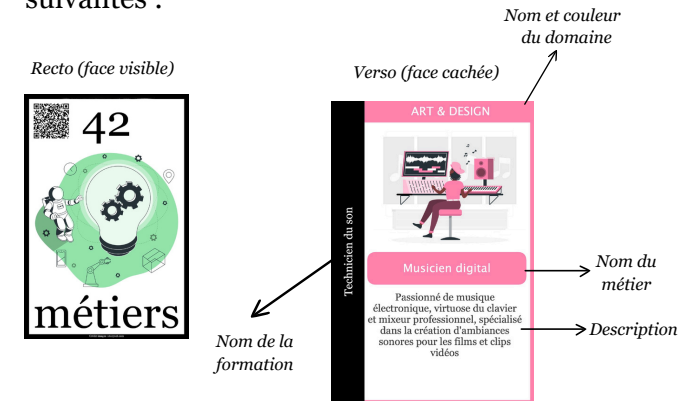 suivantes :
Nom et couleur
du domaine
Recto (face visible)
Verso (face cachée)
42
métiers
ART & DESIGN
Technicien du son
Musicien digital
Passionné de musique
électronique, virtuose du clavier
et mixeur professionnel, spécialisé
dans la création d'ambiances
sonores pour les films et clips
vidéos
Nom du
métier
Description
Nom de la
formation